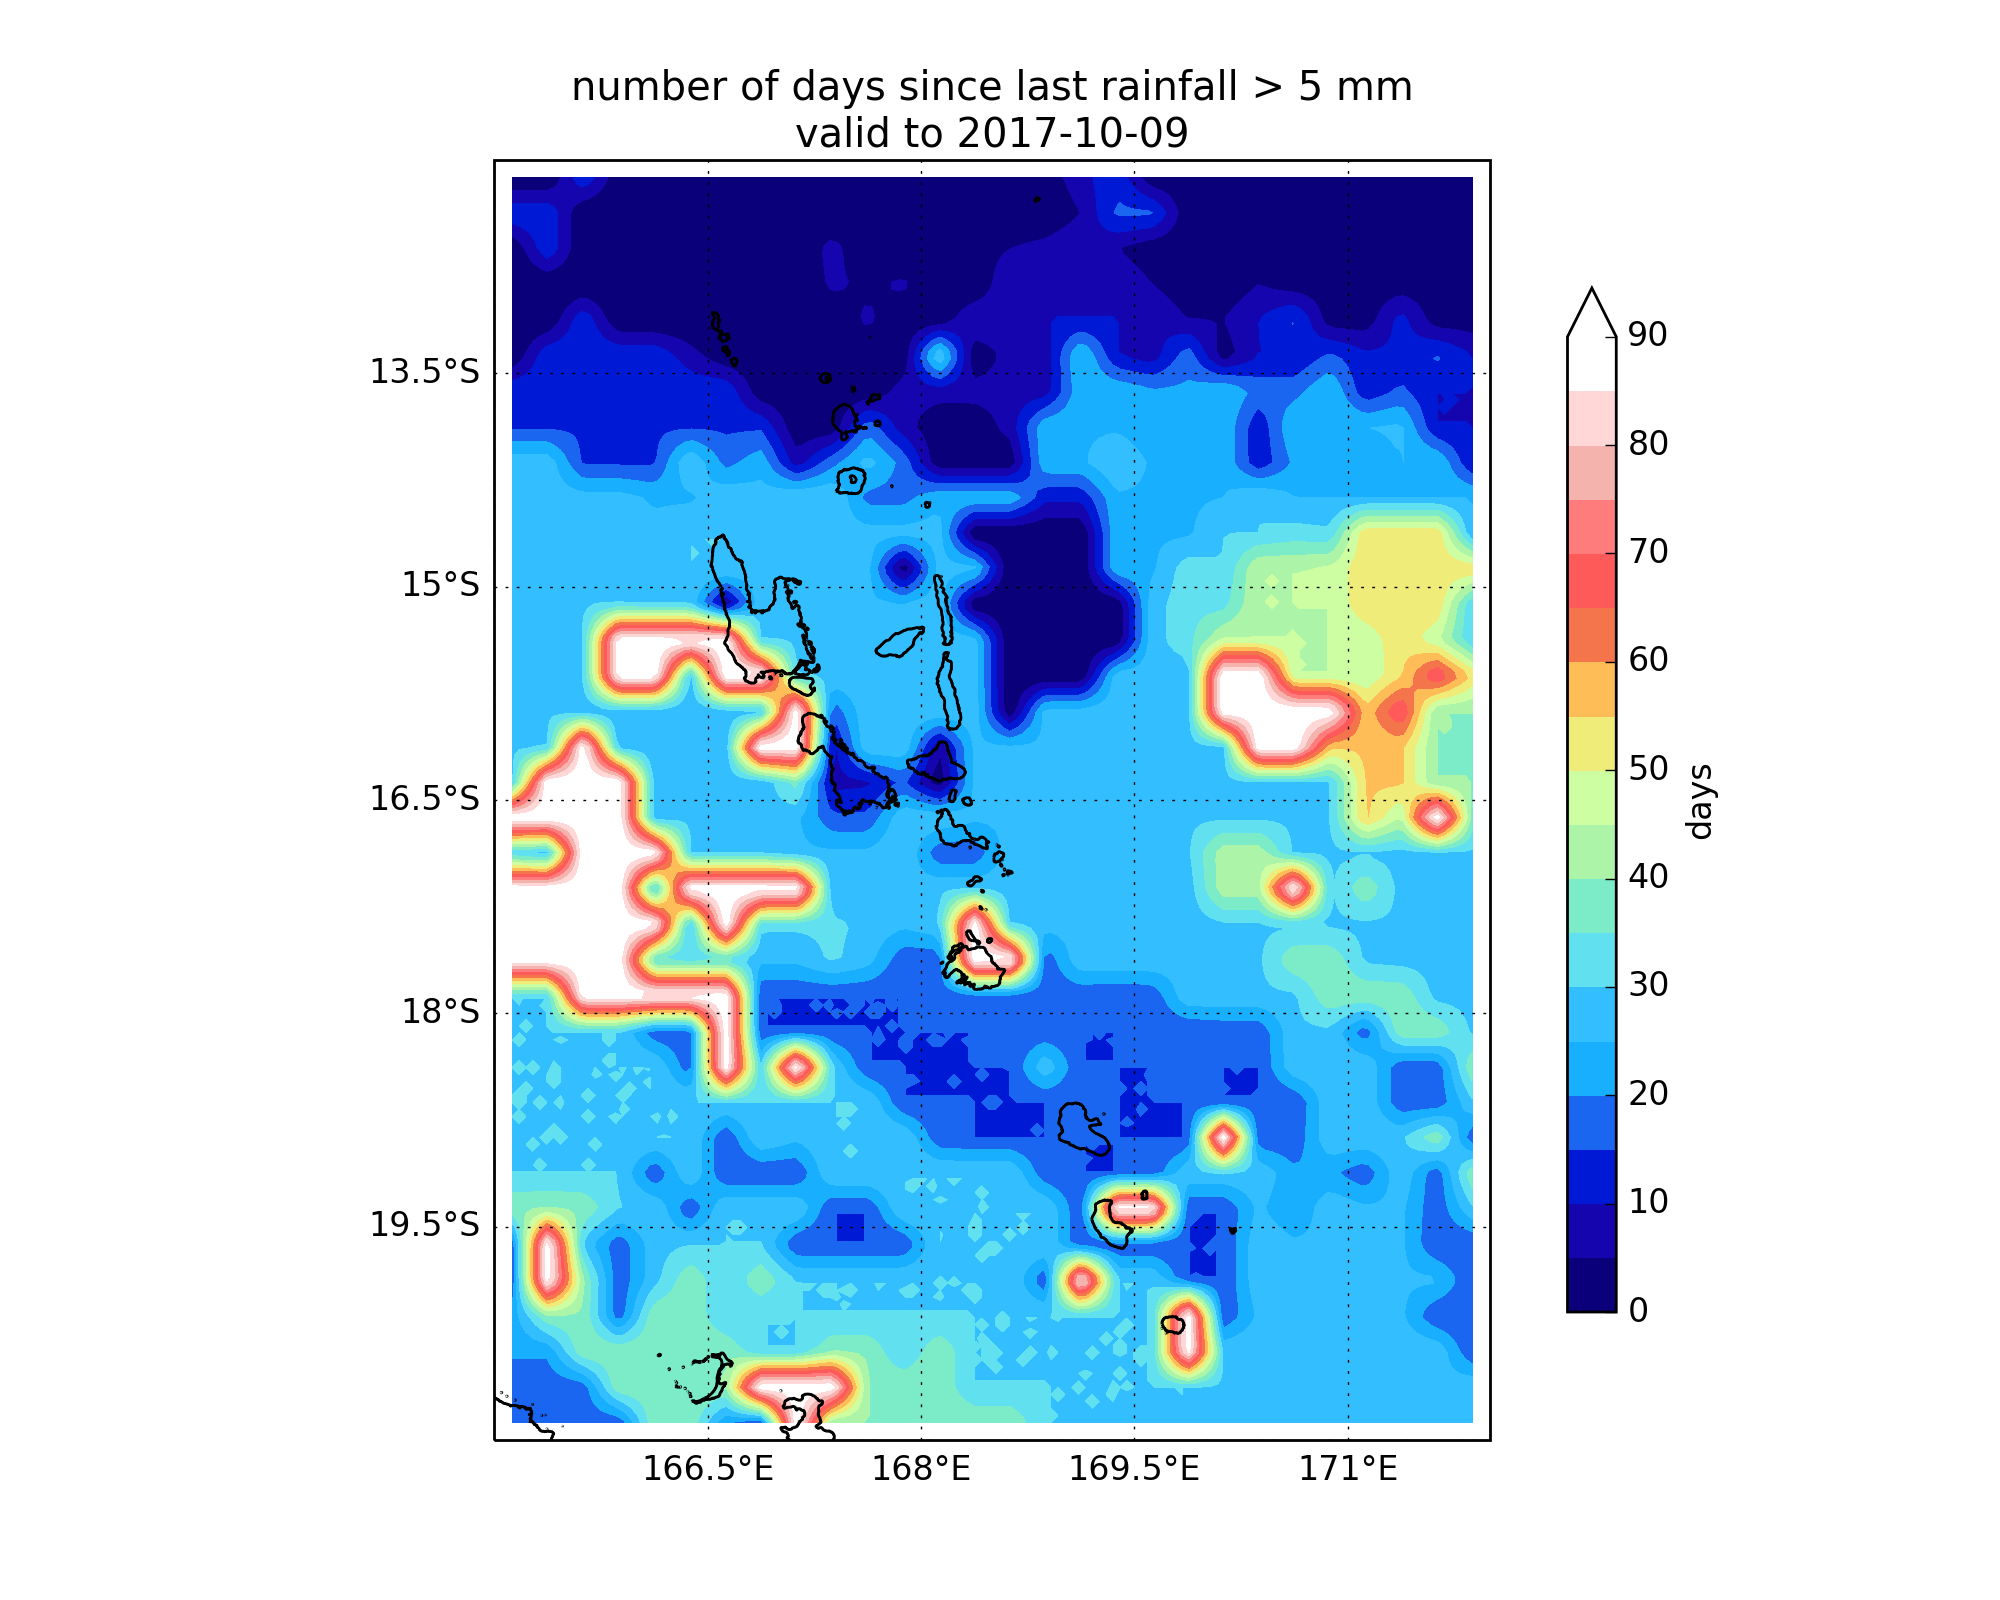 number of days since last rainfall > 5 mm
valid to 2017-10-09
13.5°S
15°S
16.5°S
18°S
19.5°S
166.5°E
168°E
169.5°E
171°E
90
80
70
60
50
40
30
20
10
0
days